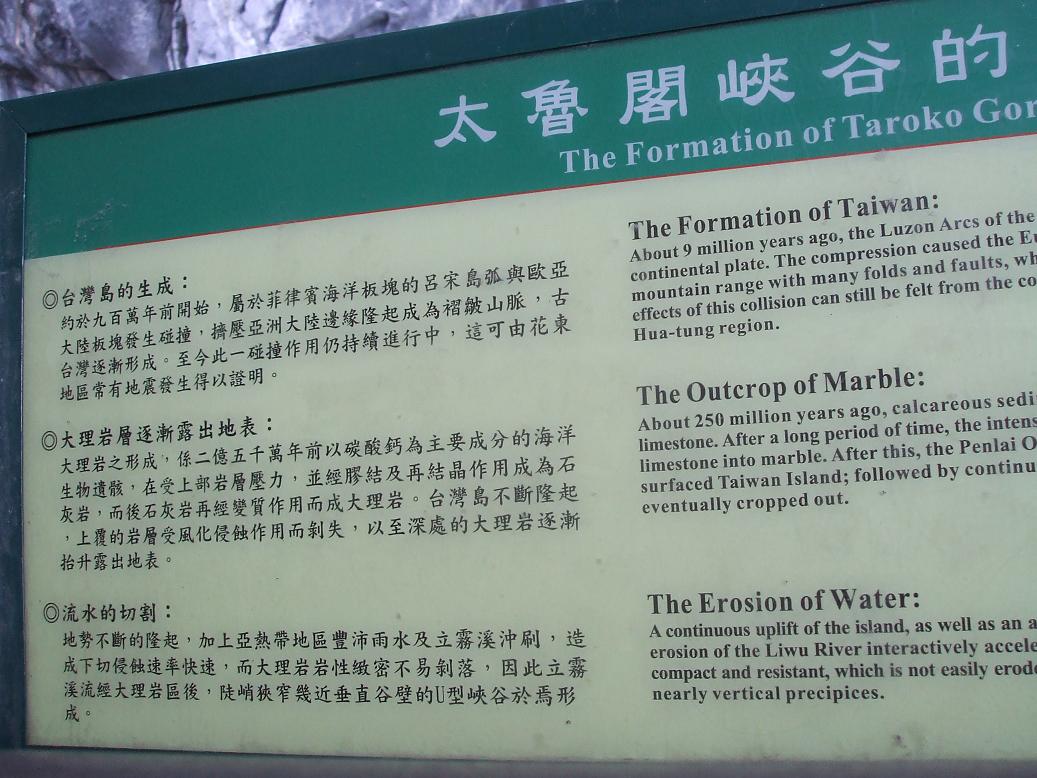 太魯閣峽谷的
The Formation of Taroko Gor
◎台灣島的生成：
約於九百萬年前開始，屬於菲律賓海洋板塊的呂宋島弧與歐亞
大陸板塊發生碰撞，擠壓亞洲大陸邊緣隆起成為褶皺山脈，古
台灣逐漸形成。至今此一碰撞作用仍持續進行中，這可由花東
地區常有地震發生得以證明。
◎大理岩層逐漸露出地表：
大理岩之形成，係二億五千萬年前以碳酸鈣為主要成分的海洋
生物遺骸，在受上部岩層壓力，並經膠結及再結晶作用成為石
灰岩，而後石灰岩再經變質作用而成大理岩。台灣島不斷隆起
，上覆的岩層受風化侵蝕作用而剝失，以至深處的大理岩逐漸
抬升露出地表。
◎流水的切割：
地勢不斷的隆起，加上亞熱帶地區豐沛雨水及立霧溪沖刷，造
成下切侵蝕速率快速，而大理岩岩性緻密不易剝落，因此立霧
溪流經大理岩區後，陡峭狹窄幾近垂直谷壁的U型峽谷於焉形
成。
The Formation of Taiwan:
About 9 million years ago, the Luzon Arcs of the
continental plate. The compression caused the Eu
mountain range with many folds and faults, wh
effects of this collision can still be felt from the co
Hua-tung region.
The Outcrop of Marble:
About 250 million years ago, calcareous sedi
limestone. After a long period of time, the intens
limestone into marble. After this, the Penlai O
surfaced Taiwan Island; followed by continu
eventually cropped out.
The Erosion of Water:
A continuous uplift of the island, as well as an a
erosion of the Liwu River interactively accele
compact and resistant, which is not easily erode
nearly vertical precipices.